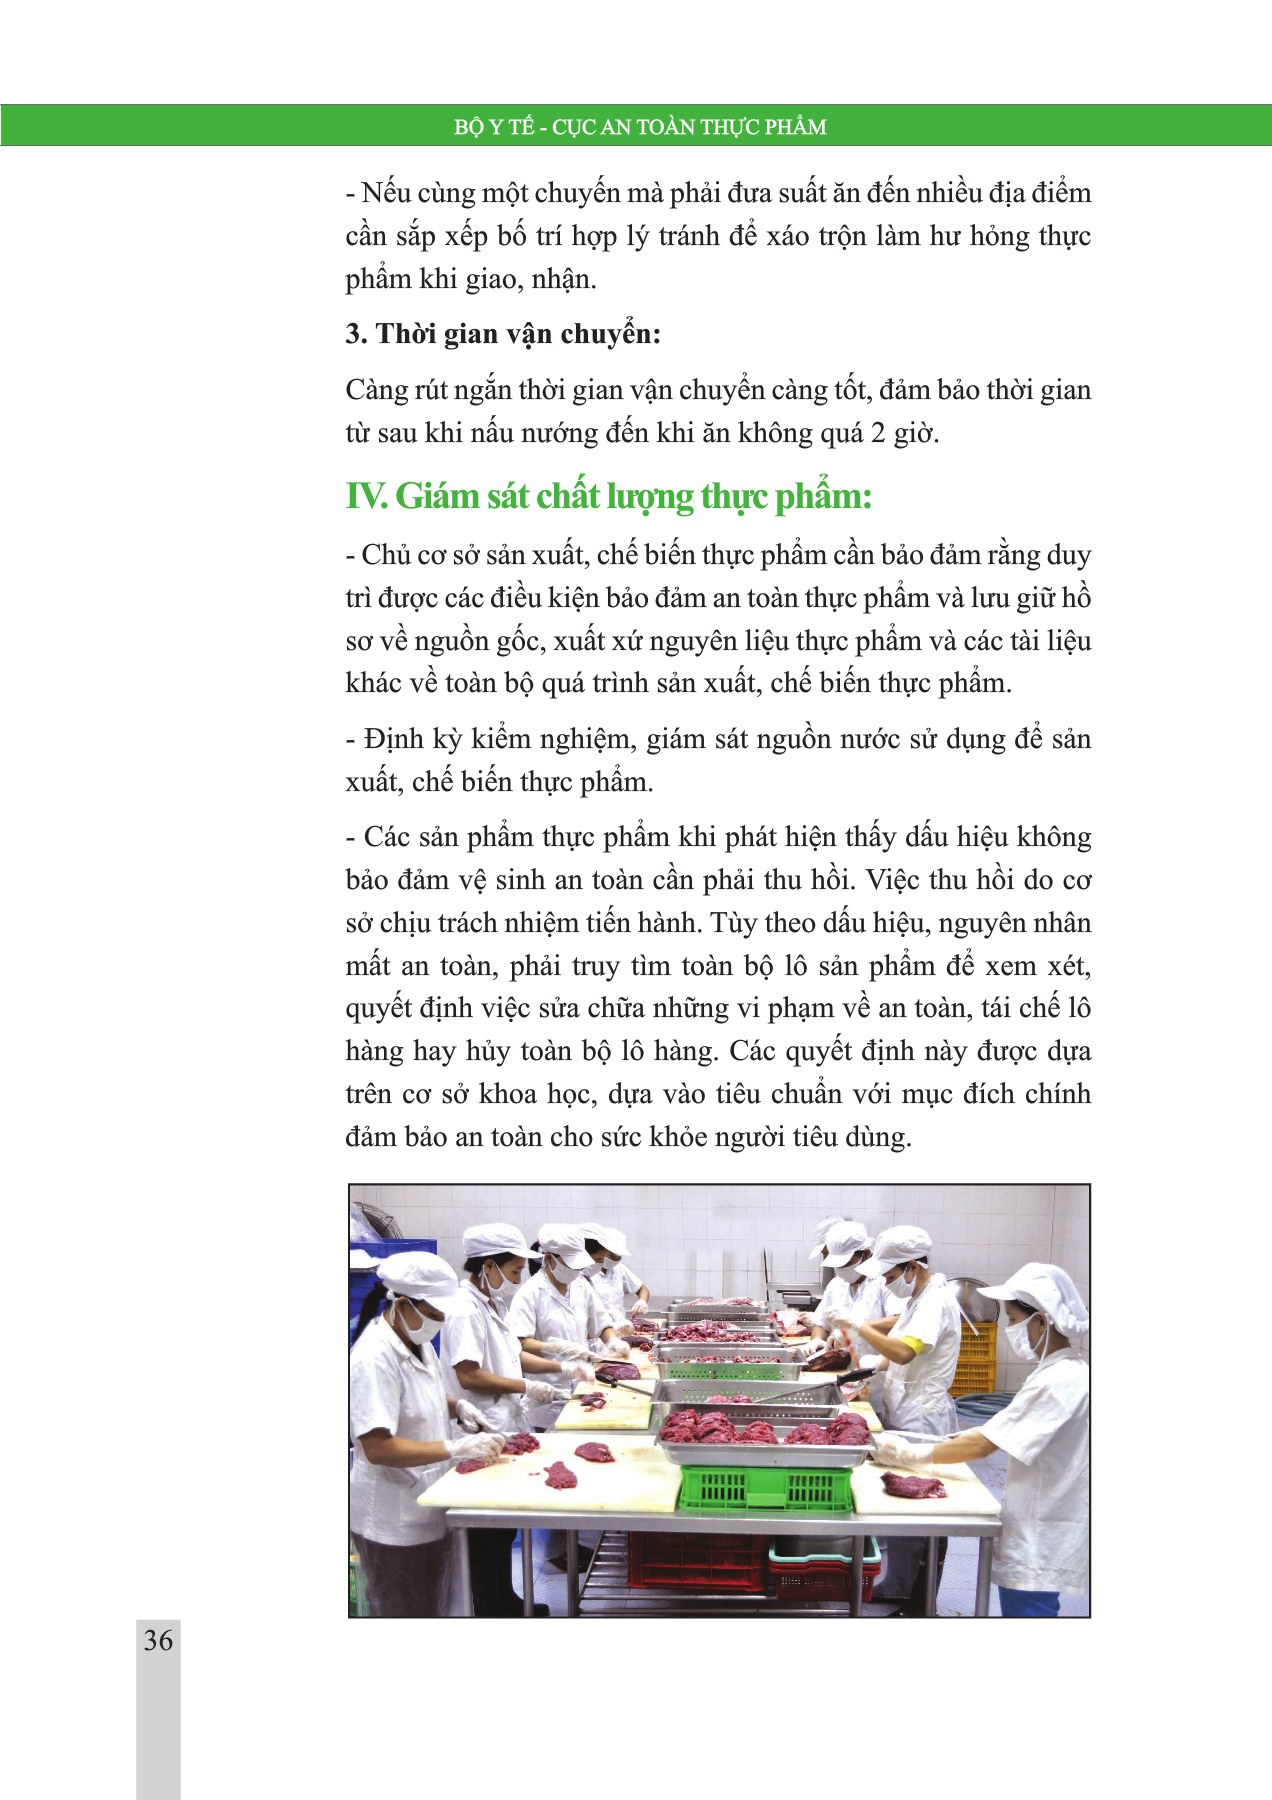 BỘ Y TẾ - CỤC AN TOÀN THỰC PHẨM
- Nếu cùng một chuyến mà phải đưa suất ăn đến nhiều địa điểm
cần sắp xếp bố trí hợp lý tránh để xáo trộn làm hư hỏng thực
phẩm khi giao, nhận.
3. Thời gian vận chuyển:
Càng rút ngắn thời gian vận chuyển càng tốt, đảm bảo thời gian
từ sau khi nấu nướng đến khi ăn không quá 2 giờ.
IV. Giám sát chất lượng thực phẩm:
- Chủ cơ sở sản xuất, chế biến thực phẩm cần bảo đảm rằng duy
trì được các điều kiện bảo đảm an toàn thực phẩm và lưu giữ hồ
sơ về nguồn gốc, xuất xứ nguyên liệu thực phẩm và các tài liệu
khác về toàn bộ quá trình sản xuất, chế biến thực phẩm.
- Định kỳ kiểm nghiệm, giám sát nguồn nước sử dụng để sản
xuất, chế biến thực phẩm.
- Các sản phẩm thực phẩm khi phát hiện thấy dấu hiệu không
bảo đảm vệ sinh an toàn cần phải thu hồi. Việc thu hồi do cơ
sở chịu trách nhiệm tiến hành. Tùy theo dấu hiệu, nguyên nhân
mất an toàn, phải truy tìm toàn bộ lô sản phẩm để xem xét,
quyết định việc sửa chữa những vi phạm về an toàn, tái chế lô
hàng hay hủy toàn bộ lô hàng. Các quyết định này được dựa
trên cơ sở khoa học, dựa vào tiêu chuẩn với mục đích chính
đảm bảo an toàn cho sức khỏe người tiêu dùng.
36